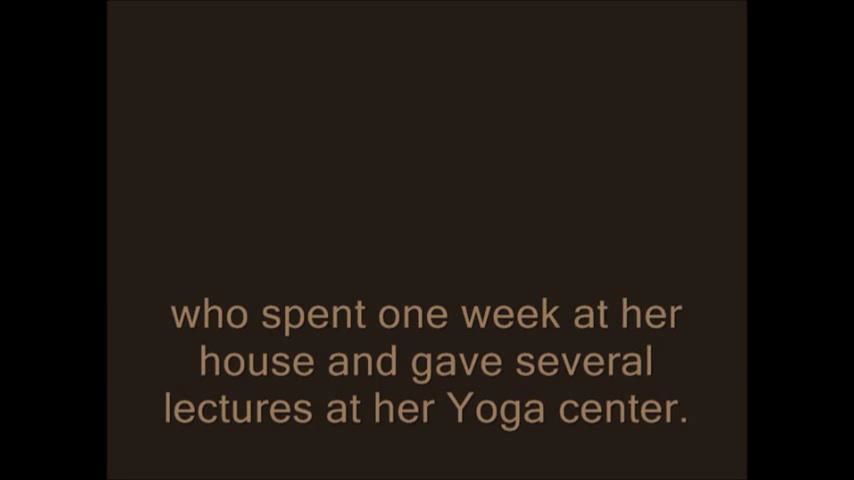 who spent one week at her
house and gave several
lectures at her Yoga center.